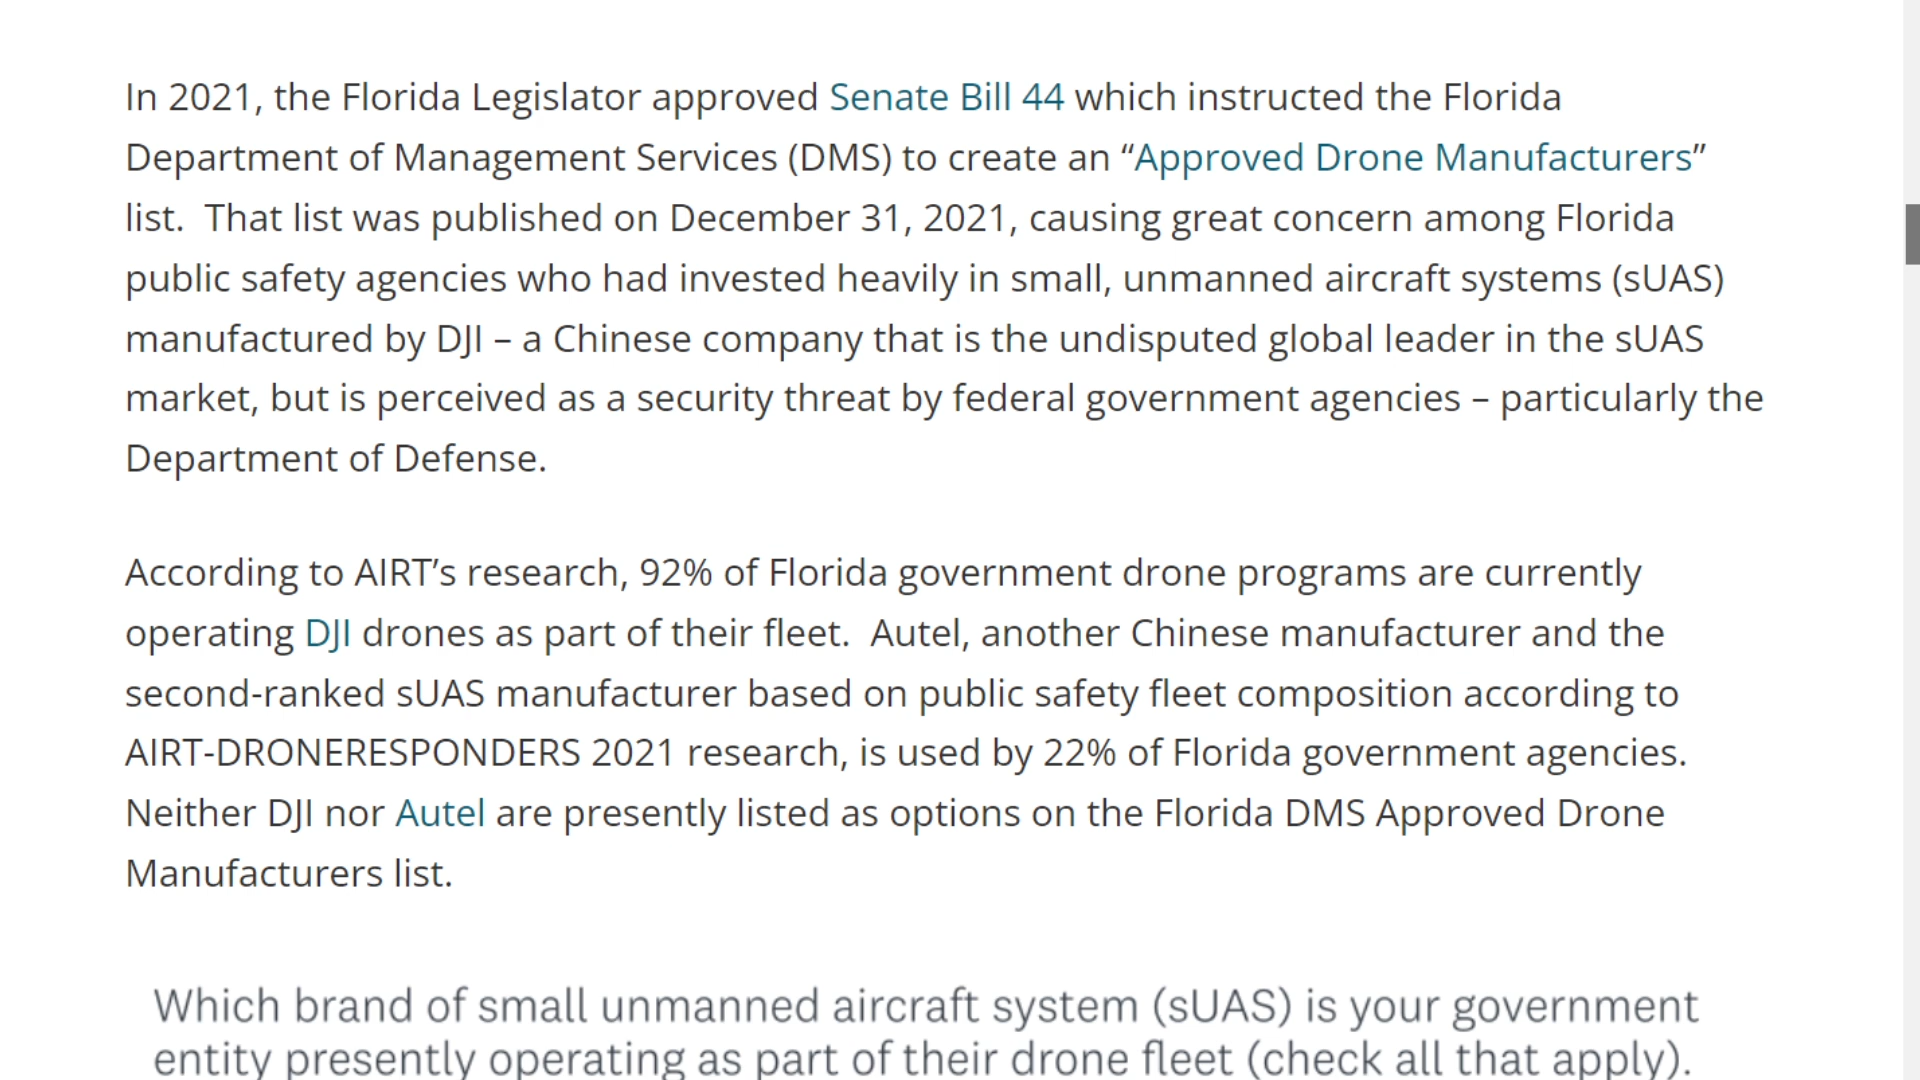 In 2021, the Florida Legislator approved Senate Bill 44 which instructed the Florida
Department of Management Services (DMS) to create an “Approved Drone Manufacturers”
list.  That list was published on December 31, 2021, causing great concern among Florida
public safety agencies who had invested heavily in small, unmanned aircraft systems (sUAS)
manufactured by DJI – a Chinese company that is the undisputed global leader in the sUAS
market, but is perceived as a security threat by federal government agencies – particularly the
Department of Defense.
According to AIRT’s research, 92% of Florida government drone programs are currently
operating DJI drones as part of their fleet.  Autel, another Chinese manufacturer and the
second-ranked sUAS manufacturer based on public safety fleet composition according to
AIRT-DRONERESPONDERS 2021 research, is used by 22% of Florida government agencies.
Neither DJI nor Autel are presently listed as options on the Florida DMS Approved Drone
Manufacturers list.
Which brand of small unmanned aircraft system (sUAS) is your government
entity presently operating as part of their drone fleet (check all that apply).